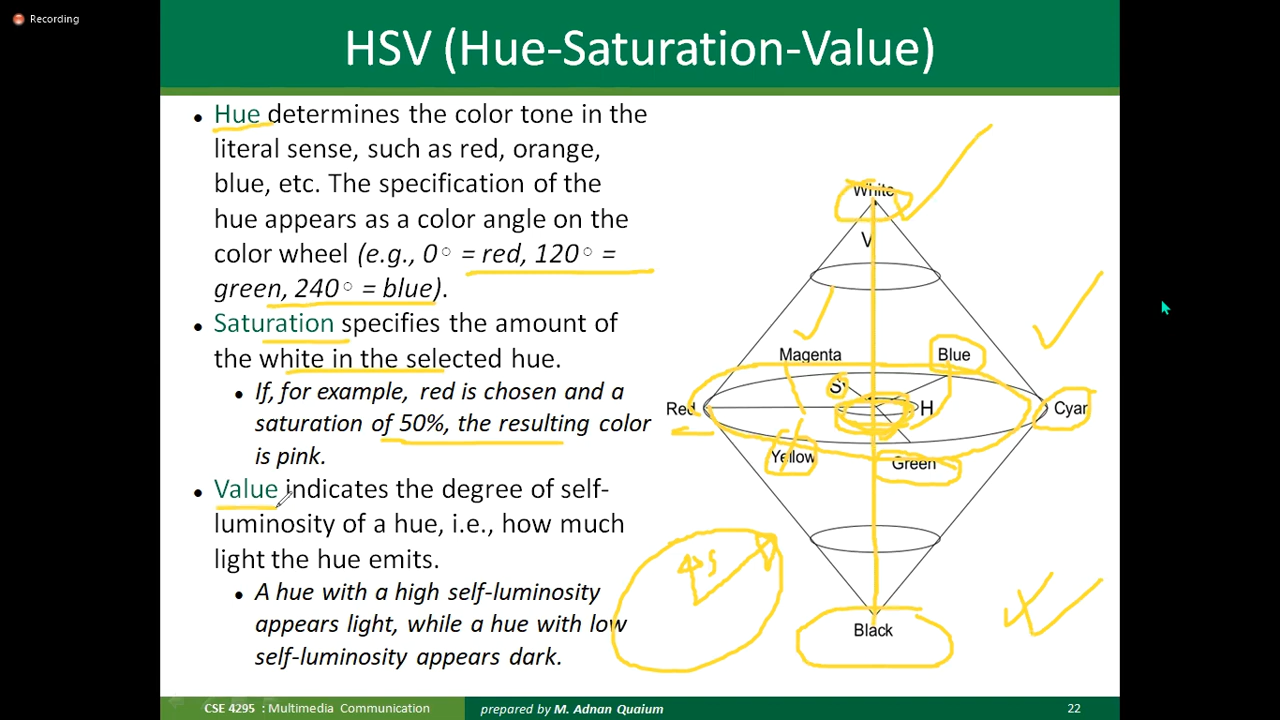 Recording
HSV (Hue-Saturation-Value)
• Hue determines the color tone in the
literal sense, such as red, orange,
blue, etc. The specification of the
hue appears as a color angle on the
color wheel (e.g., 0° = red, 120° =
green, 240° = blue).
• Saturation specifies the amount of
the white in the selected hue.
• If, for example, red is chosen and a
saturation of 50%, the resulting color
is pink.
• Value indicates the degree of self-
luminosity of a hue, i.e., how much
light the hue emits.
• A hue with a high self-luminosity
appears light, while a hue with low
self-luminosity appears dark.
White
V
Magenta
Blue
S
Red
H
Cyan
Yellow
Green
S
Black
CSE 4295 : Multimedia Communication
prepared by M. Adnan Quaium
22